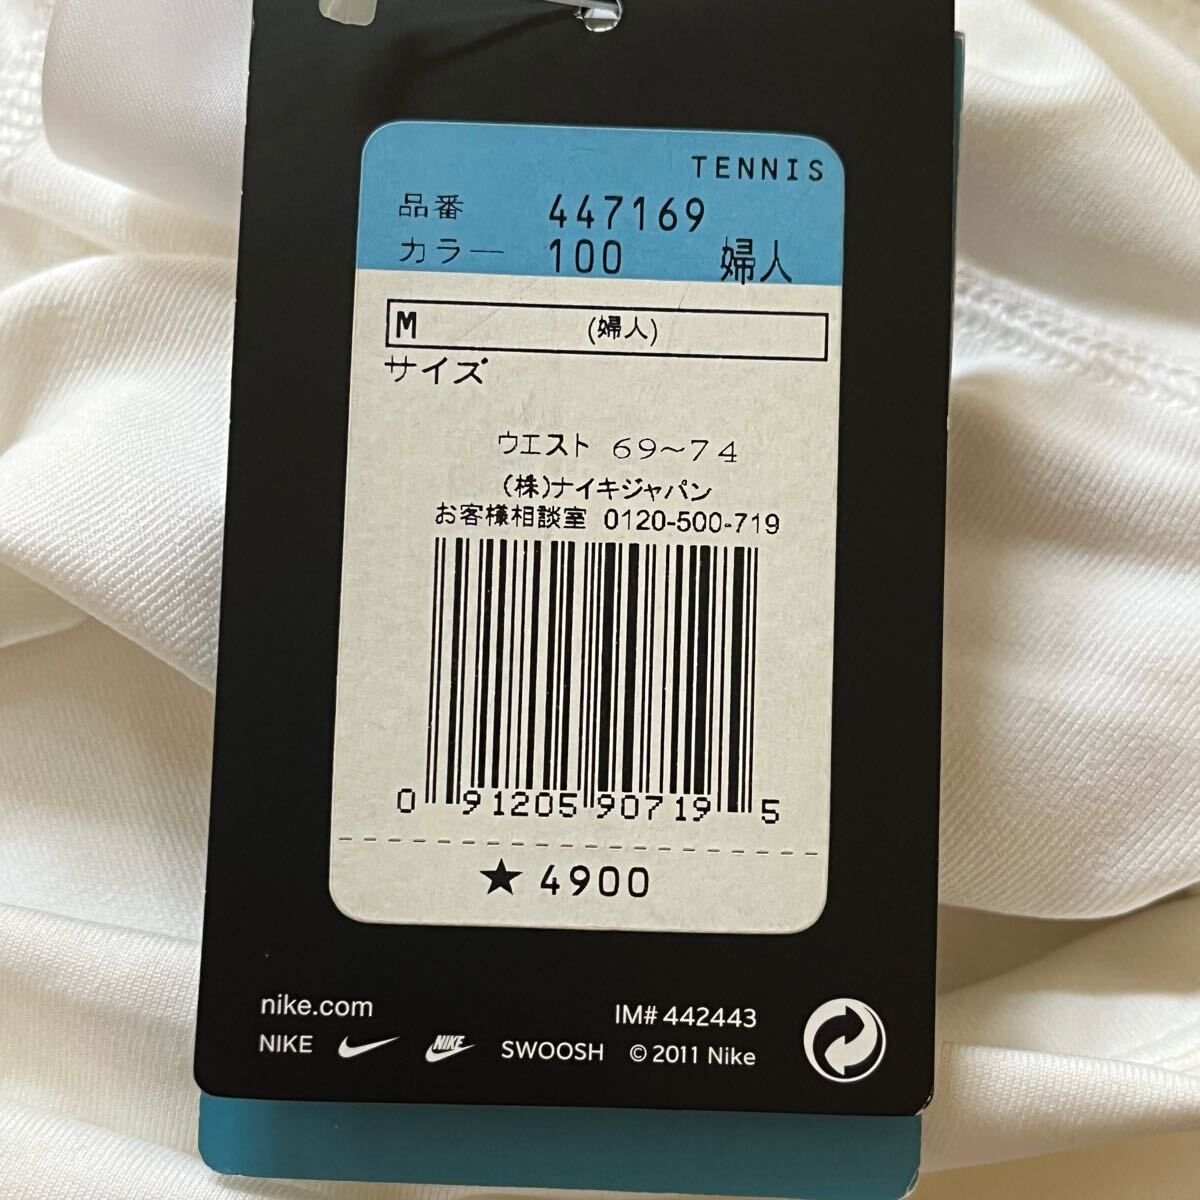 TENNIS
品番 447169
カラー 100 婦人
M (婦人)
サイズ
ウエスト 69~74
(株)ナイキジャパン
お客様相談室 0120-500-719
0 91205 90719 5
★ 4900
nike.com
IM# 442443
NIKE NIKE SWOOSH © 2011 Nike